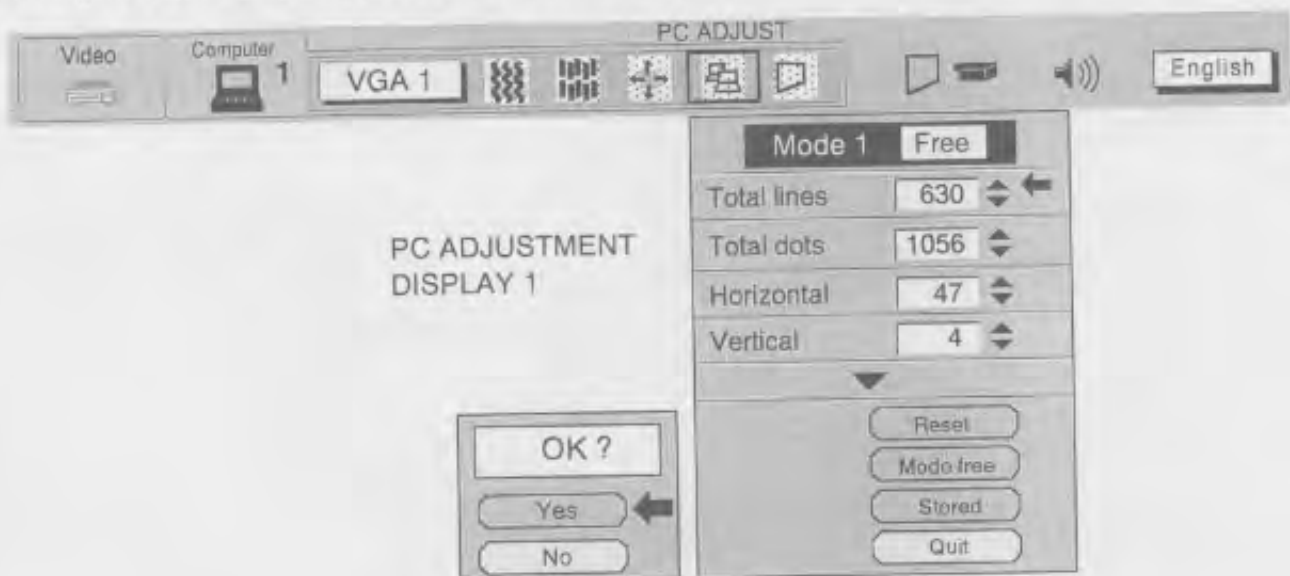 PC ADJUST
Video
Computer
1
VGA 1
English
Mode 1 Free
Total lines 630
Total dots 1056
Horizontal 47
Vertical 4
PC ADJUSTMENT
DISPLAY 1
Reset
Modo free
Stored
Quit
OK ?
Yes
No